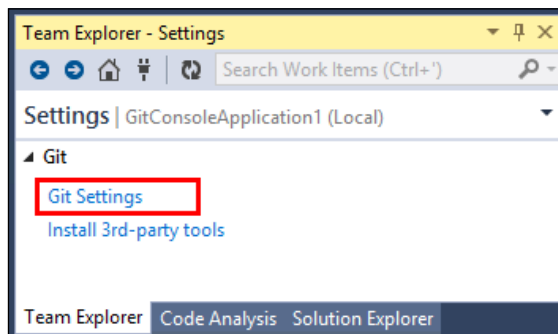 Team Explorer - Settings
Search Work Items (Ctrl+')
Settings | GitConsoleApplication1 (Local)
Git
Git Settings
Install 3rd-party tools
Team Explorer Code Analysis Solution Explorer